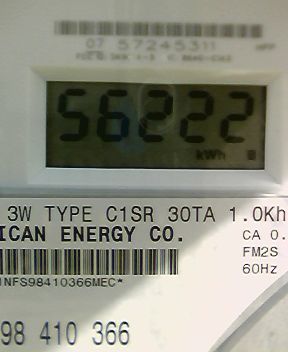 07 57245311
56222
kWh
3W TYPE C1SR 30TA 1.0Kh
ICAN ENERGY CO.
CA 0.
FM2S
60Hz
NFS98410366MEC*
98 410 366